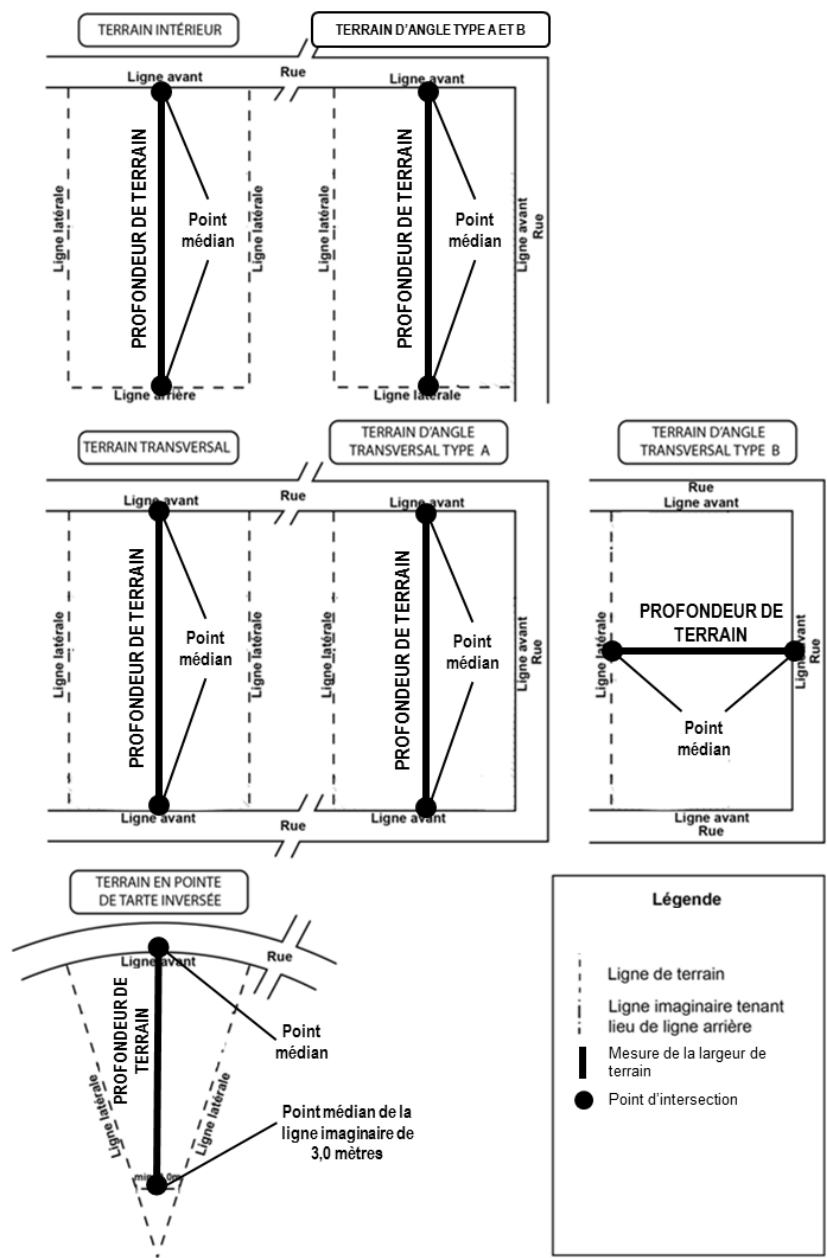 TERRAIN INTÉRIEUR
TERRAIN D'ANGLE TYPE A ET B
Ligne avant
Rue
Ligne avant
Ligne latérale
PROFONDEUR DE TERRAIN
Point
médian
Ligne latérale
Ligne latérale
PROFONDEUR DE TERRAIN
Point
médian
Ligne avant
Rue
Ligne arrière
Ligne latérale
TERRAIN TRANSVERSAL
TERRAIN D'ANGLE
TRANSVERSAL TYPE A
TERRAIN D'ANGLE
TRANSVERSAL TYPE B
Ligne avant
Rue
Ligne avant
Rue
Ligne avant
Ligne latérale
PROFONDEUR DE TERRAIN
Point
médian
Ligne latérale
Ligne latérale
PROFONDEUR DE TERRAIN
Point
médian
Ligne avant
Rue
Ligne latérale
PROFONDEUR DE
TERRAIN
Ligne avant
Rue
Point
médian
Ligne avant
Rue
Ligne avant
Ligne avant
Rue
TERRAIN EN POINTE
DE TARTE INVERSÉE
Ligne avant
Rue
PROFONDEUR DE
TERRAIN
Point
médian
Ligne latérale
Ligne latérale
Point médian de la
ligne imaginaire de
3,0 mètres
Légende
Ligne de terrain
Ligne imaginaire tenant
lieu de ligne arrière
Mesure de la largeur de
terrain
Point d'intersection